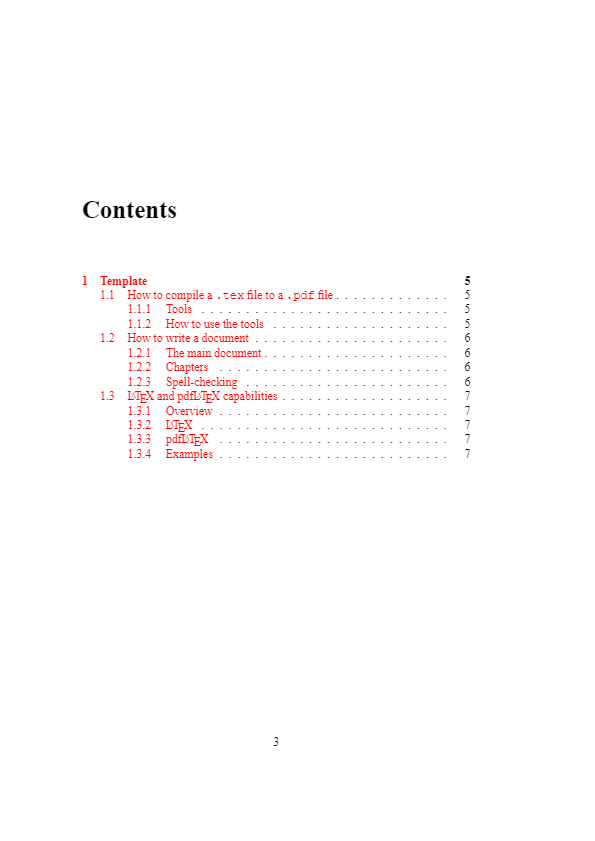 Contents
1 Template 5
1.1 How to compile a .tex file to a .pdf file . . . . . . . . . . . . . 5
1.1.1 Tools . . . . . . . . . . . . . . . . . . . . . . . . . . . . 5
1.1.2 How to use the tools . . . . . . . . . . . . . . . . . . . . 5
1.2 How to write a document . . . . . . . . . . . . . . . . . . . . . . 6
1.2.1 The main document . . . . . . . . . . . . . . . . . . . . . 6
1.2.2 Chapters . . . . . . . . . . . . . . . . . . . . . . . . . . 6
1.2.3 Spell-checking . . . . . . . . . . . . . . . . . . . . . . . 6
1.3 LATEX and pdfLATEX capabilities . . . . . . . . . . . . . . . . . . . 7
1.3.1 Overview . . . . . . . . . . . . . . . . . . . . . . . . . . 7
1.3.2 LATEX . . . . . . . . . . . . . . . . . . . . . . . . . . . . 7
1.3.3 pdfLATEX . . . . . . . . . . . . . . . . . . . . . . . . . . 7
1.3.4 Examples . . . . . . . . . . . . . . . . . . . . . . . . . . 7
3